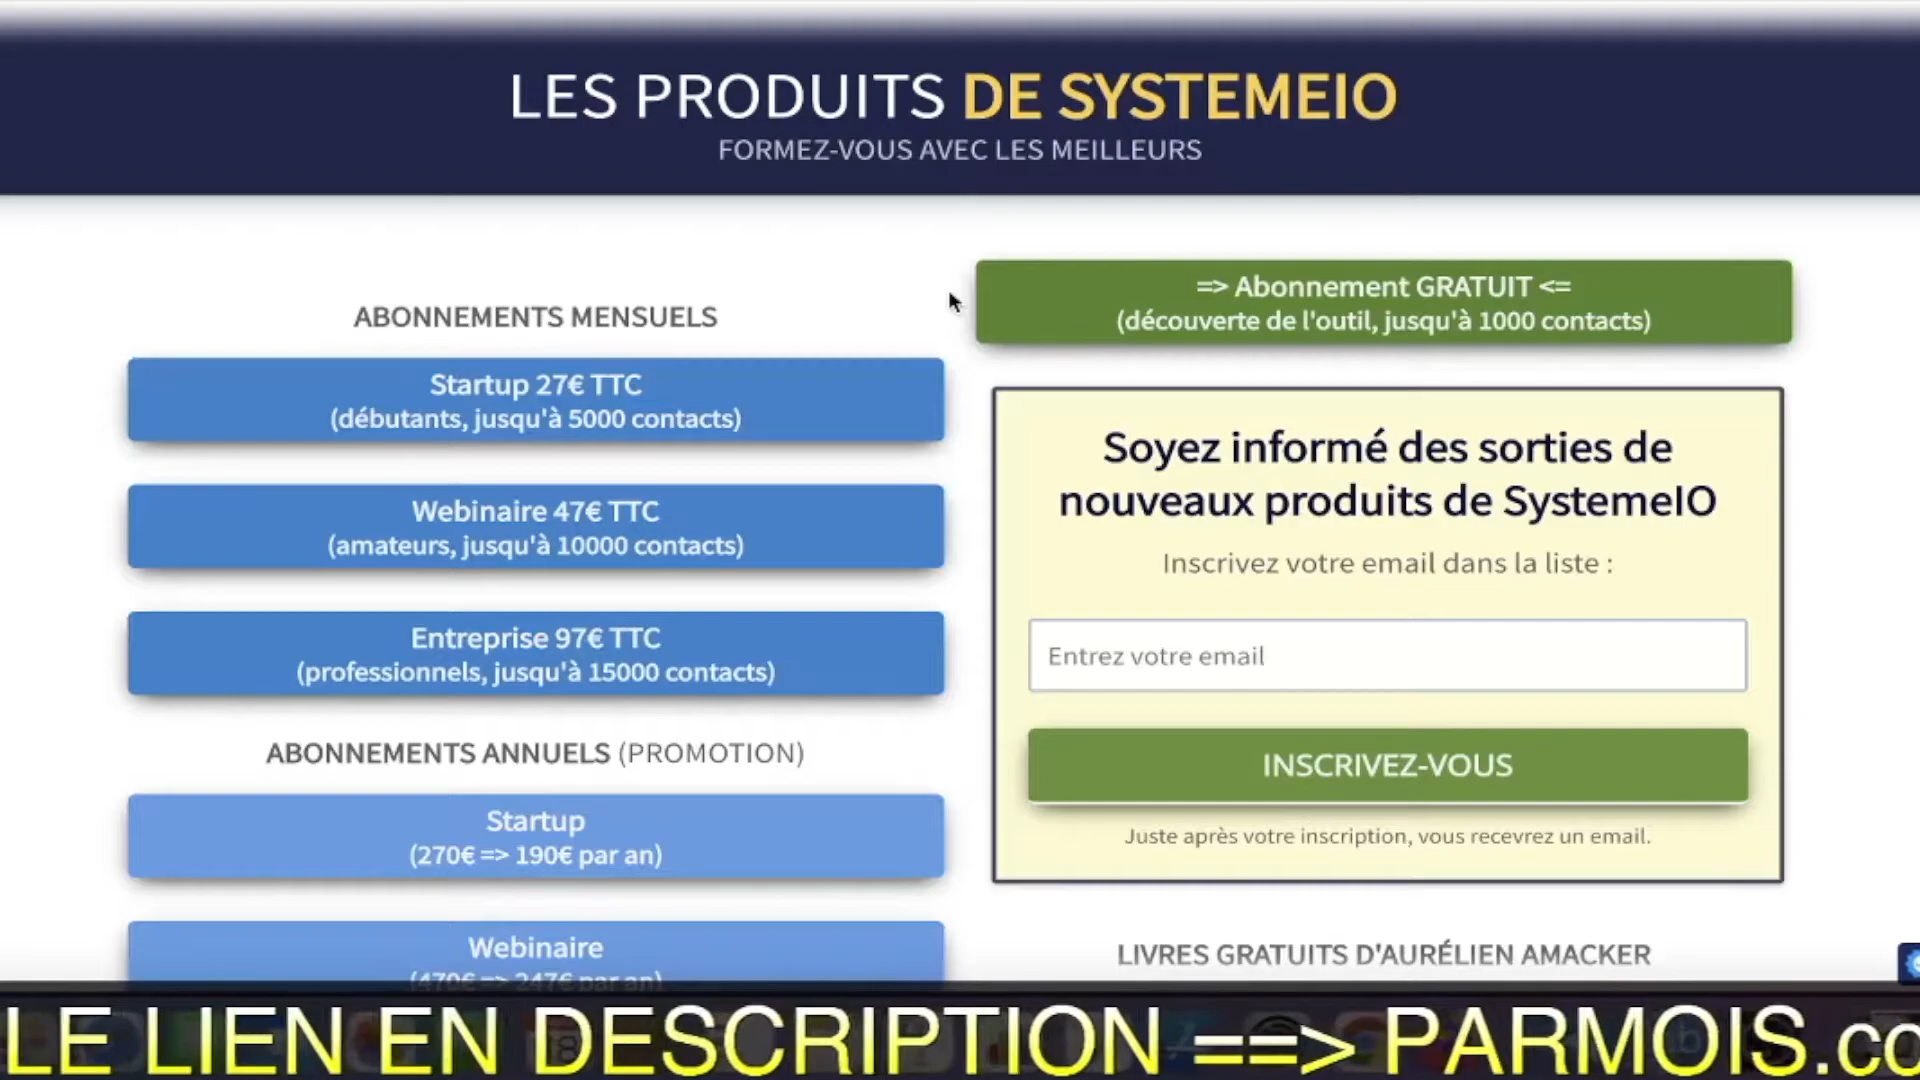 LES PRODUITS DE SYSTEMEIO
FORMEZ-VOUS AVEC LES MEILLEURS
ABONNEMENTS MENSUELS
Startup 27€ TTC
(débutants, jusqu'à 5000 contacts)
Webinaire 47€ TTC
(amateurs, jusqu'à 10000 contacts)
Entreprise 97€ TTC
(professionnels, jusqu'à 15000 contacts)
ABONNEMENTS ANNUELS (PROMOTION)
Startup
(270€ => 190€ par an)
Webinaire
(470€ => 247€ par an)
=> Abonnement GRATUIT <=
(découverte de l'outil, jusqu'à 1000 contacts)
Soyez informé des sorties de
nouveaux produits de SystemeIO
Inscrivez votre email dans la liste :
Entrez votre email
INSCRIVEZ-VOUS
Juste après votre inscription, vous recevrez un email.
LIVRES GRATUITS D'AURÉLIEN AMACKER
LE LIEN EN DESCRIPTION ==> PARMOIS.co